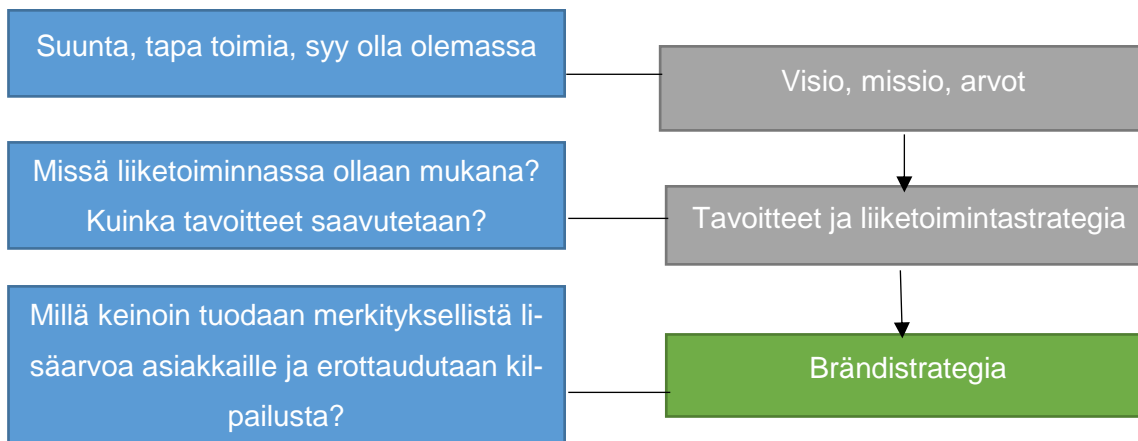 Suunta, tapa toimia, syy olla olemassa
Visio, missio, arvot
Missä liiketoiminnassa ollaan mukana?
Kuinka tavoitteet saavutetaan?
Tavoitteet ja liiketoimintastrategia
Millä keinoin tuodaan merkityksellistä li-
säarvoa asiakkaille ja erottaudutaan kil-
pailusta?
Brändistrategia